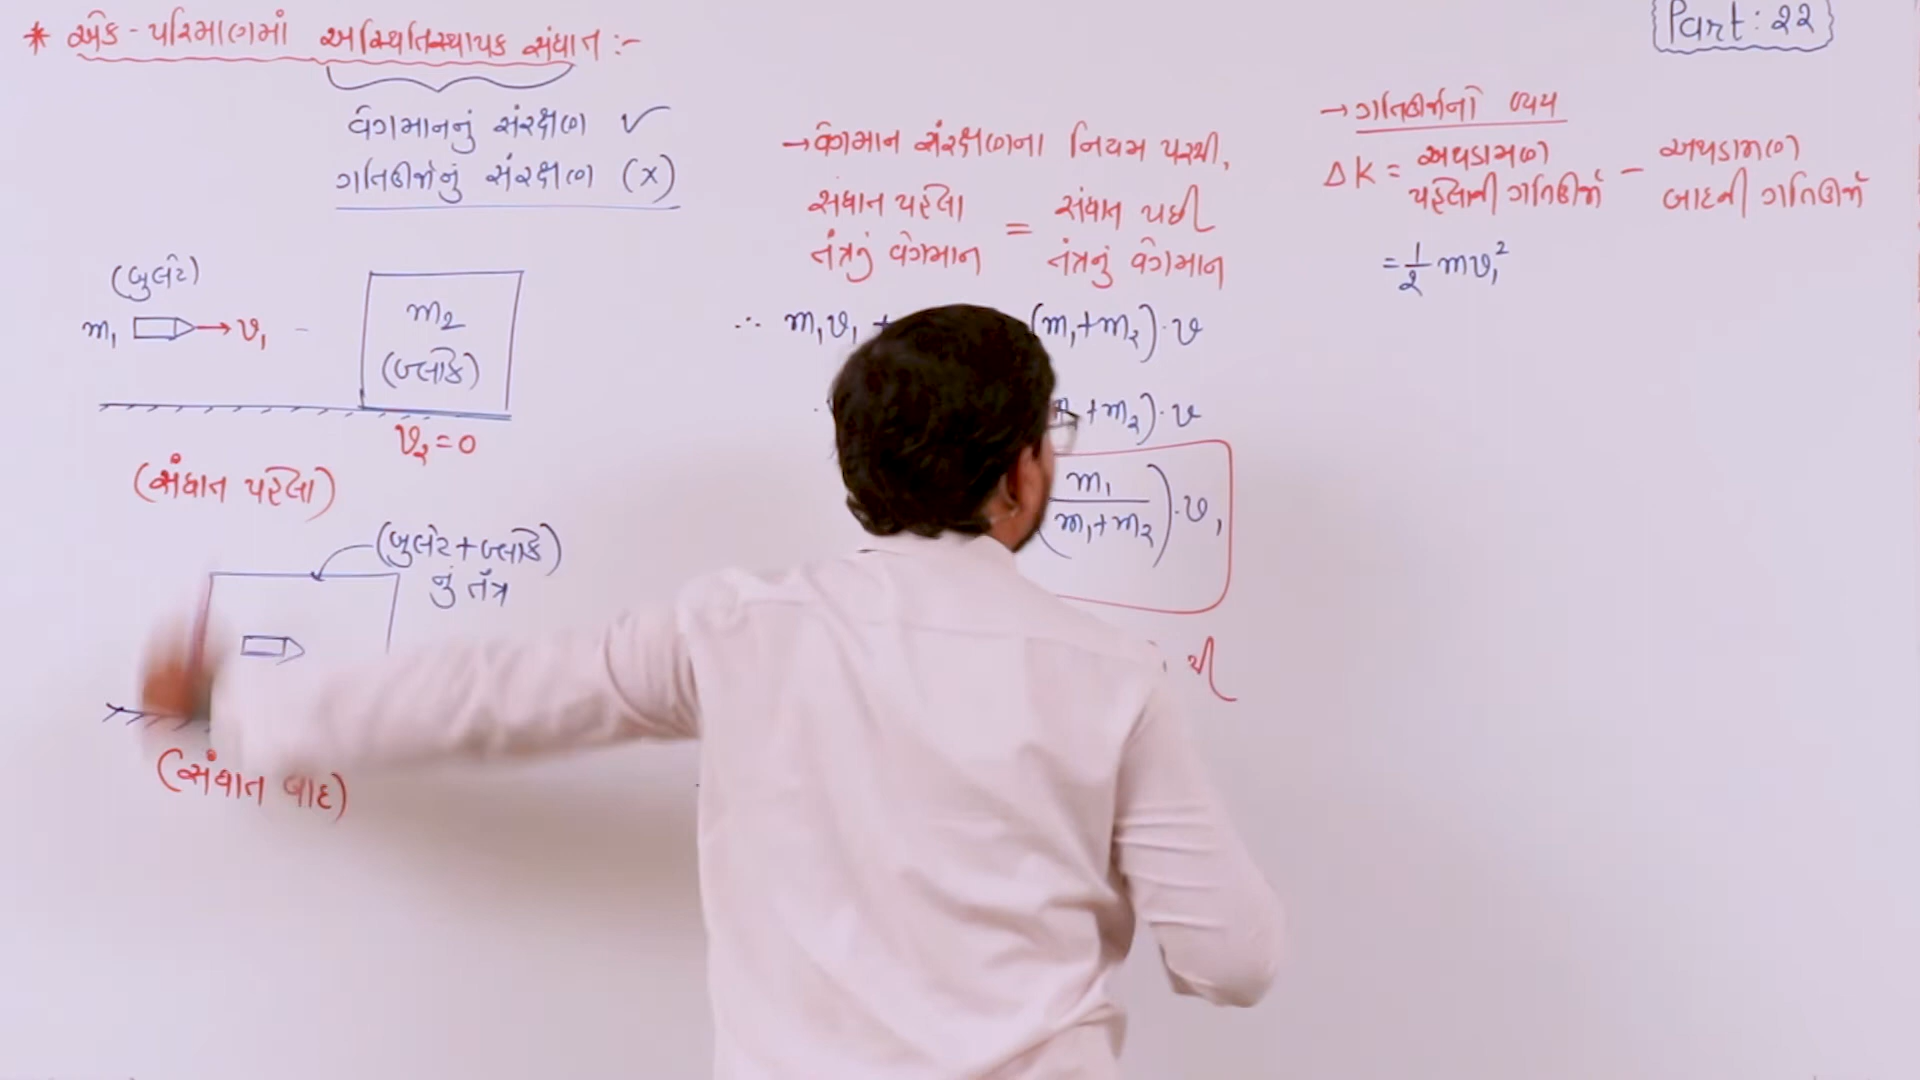 * એક - પરિમાણમાં અસ્થિતિસ્થાપક સંઘાત :-
વેગમાનનું સંરક્ષણ ✓
ગતિઊર્જાનું સંરક્ષણ (x)
(બુલેટ)
m₁ → v₁
m₂
(બ્લોક)
v₂ = 0
(સંઘાત પહેલા)
(બુલેટ + બ્લોક)
નું તંત્ર
(સંઘાત બાદ)
→ વેગમાન સંરક્ષણના નિયમ પરથી,
સંઘાત પહેલા તંત્રનું વેગમાન = સંઘાત પછી તંત્રનું વેગમાન
∴ m₁v₁ + (m₁+m₂)·v
+m₂)·v
(m₁/(m₁+m₂))·v₁
થી
Part : 22
→ ગતિઊર્જાનો વ્યય
ΔK = અથડામણ પહેલાની ગતિઊર્જા − અથડામણ બાદની ગતિઊર્જા
= 1/2 mv₁²